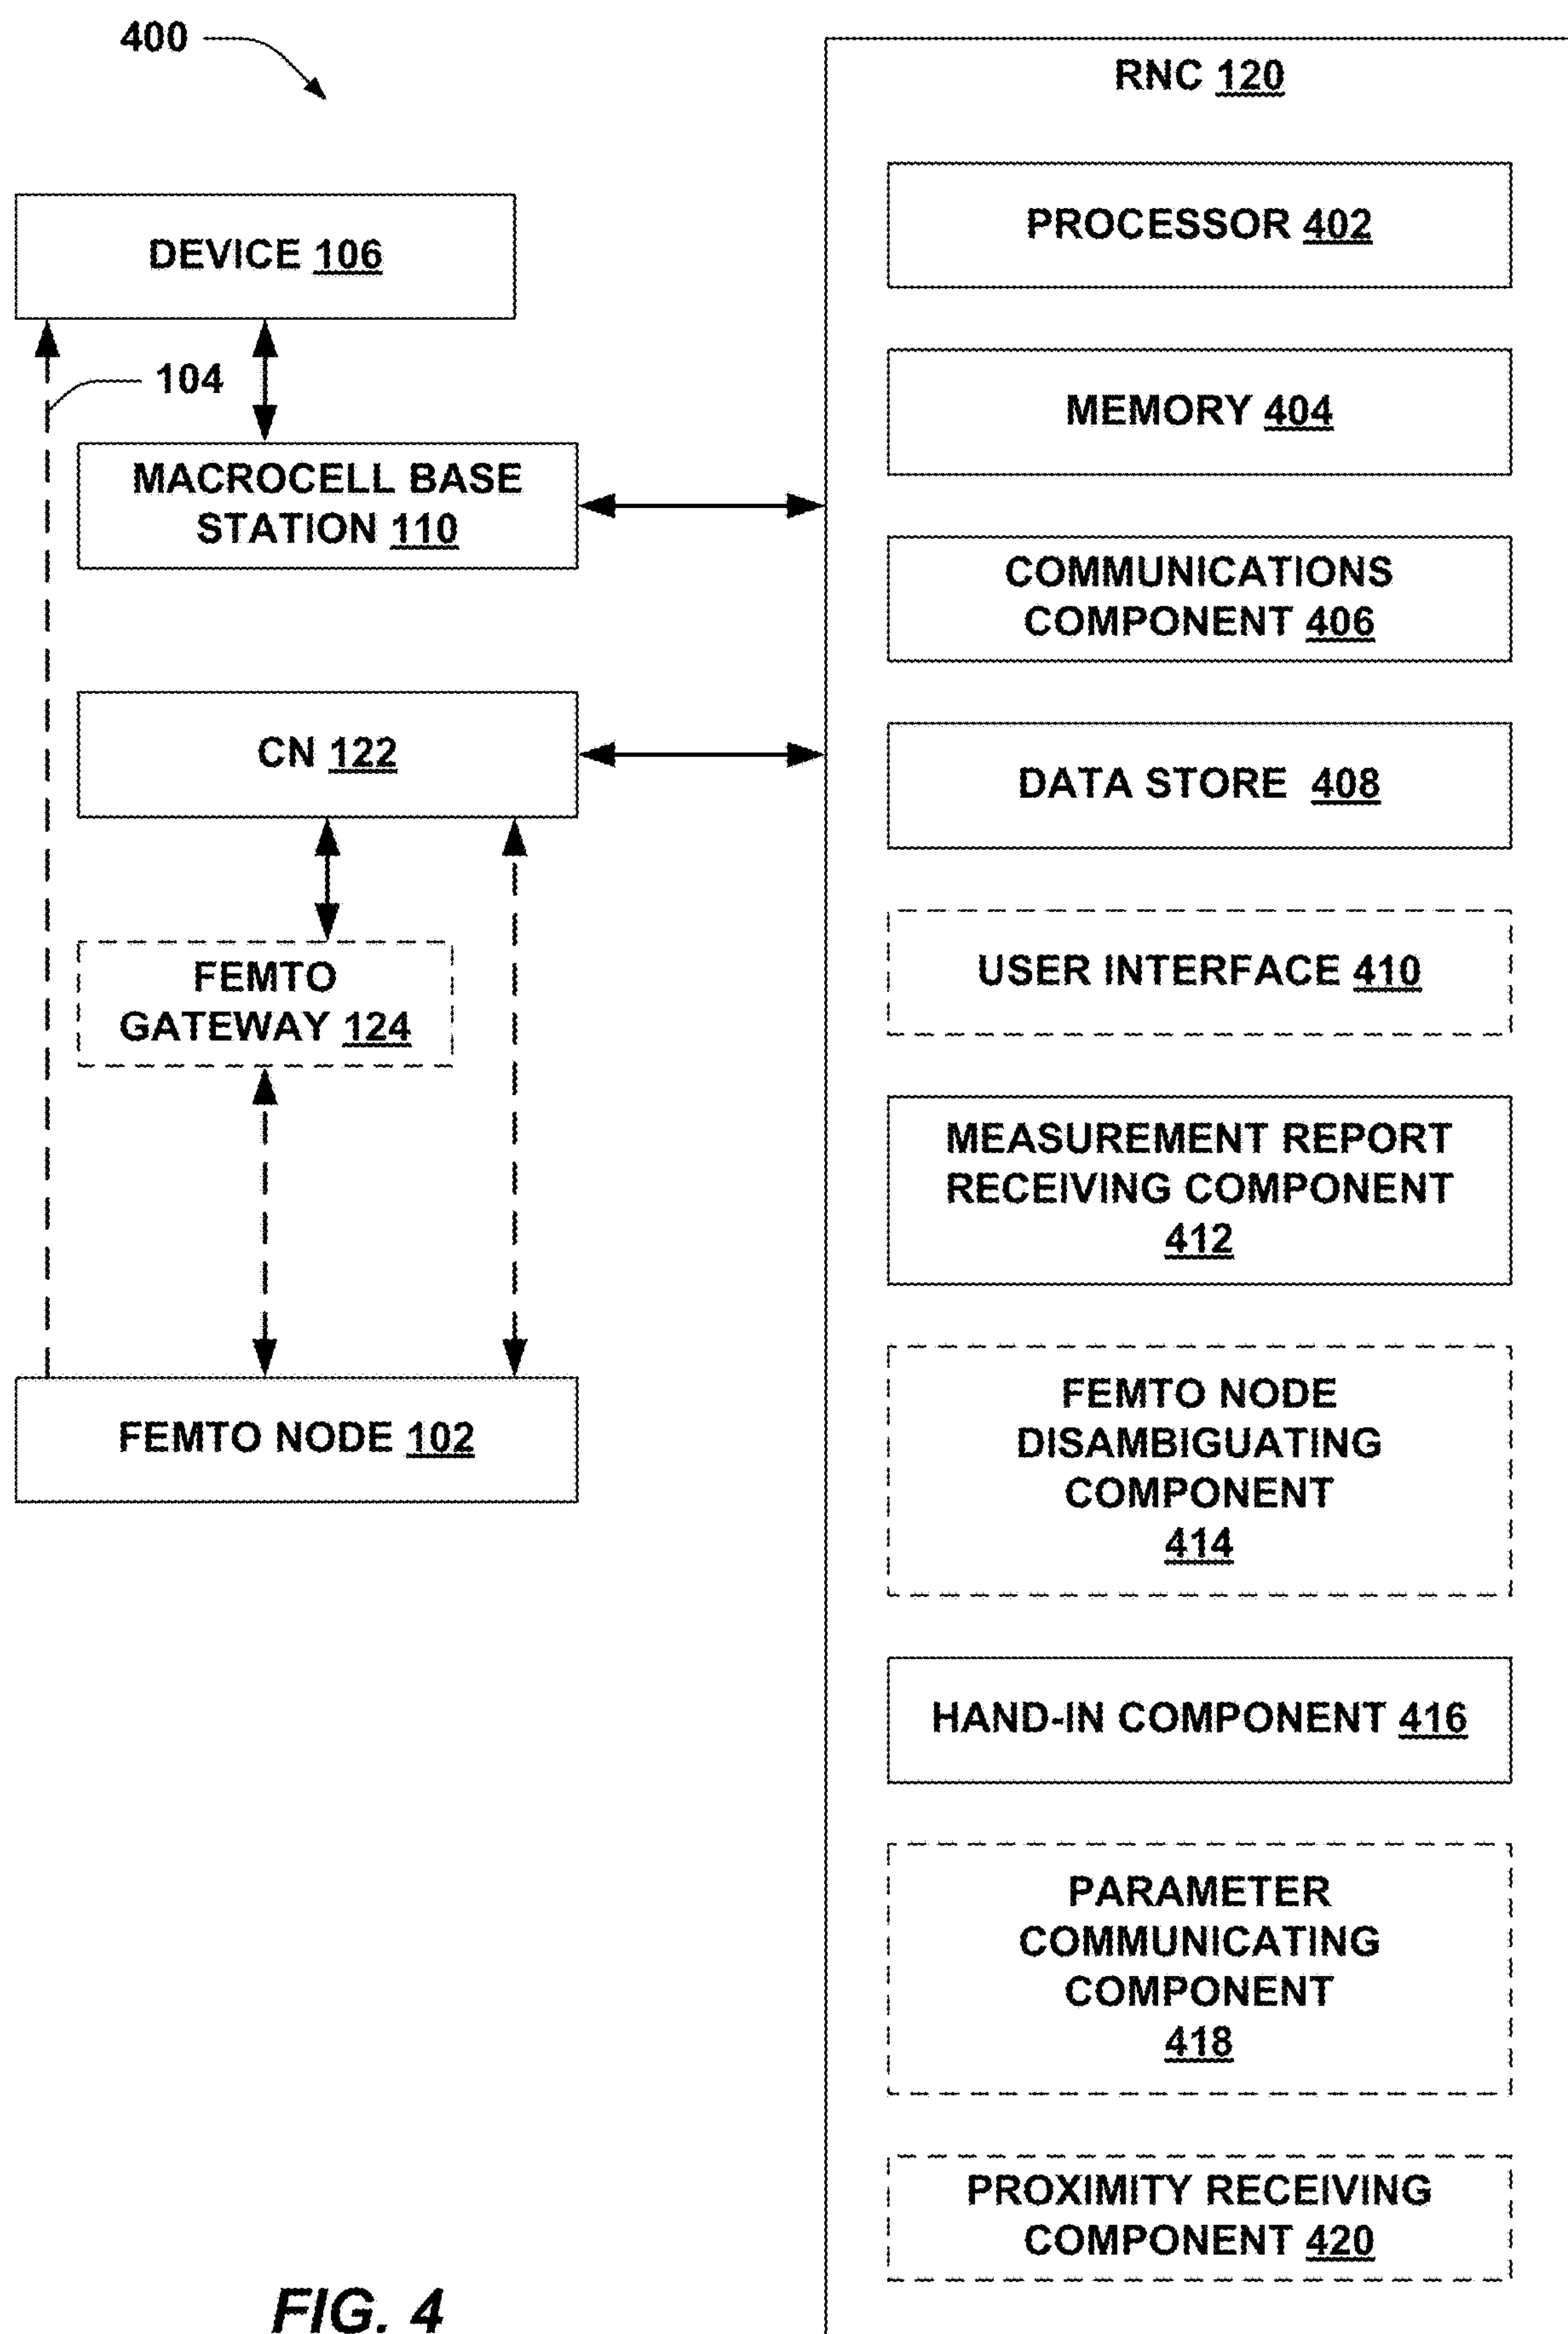 400
DEVICE 106
104
MACROCELL BASE
STATION 110
CN 122
FEMTO
GATEWAY 124
FEMTO NODE 102
RNC 120
PROCESSOR 402
MEMORY 404
COMMUNICATIONS
COMPONENT 406
DATA STORE 408
USER INTERFACE 410
MEASUREMENT REPORT
RECEIVING COMPONENT
412
FEMTO NODE
DISAMBIGUATING
COMPONENT
414
HAND-IN COMPONENT 416
PARAMETER
COMMUNICATING
COMPONENT
418
PROXIMITY RECEIVING
COMPONENT 420
FIG. 4